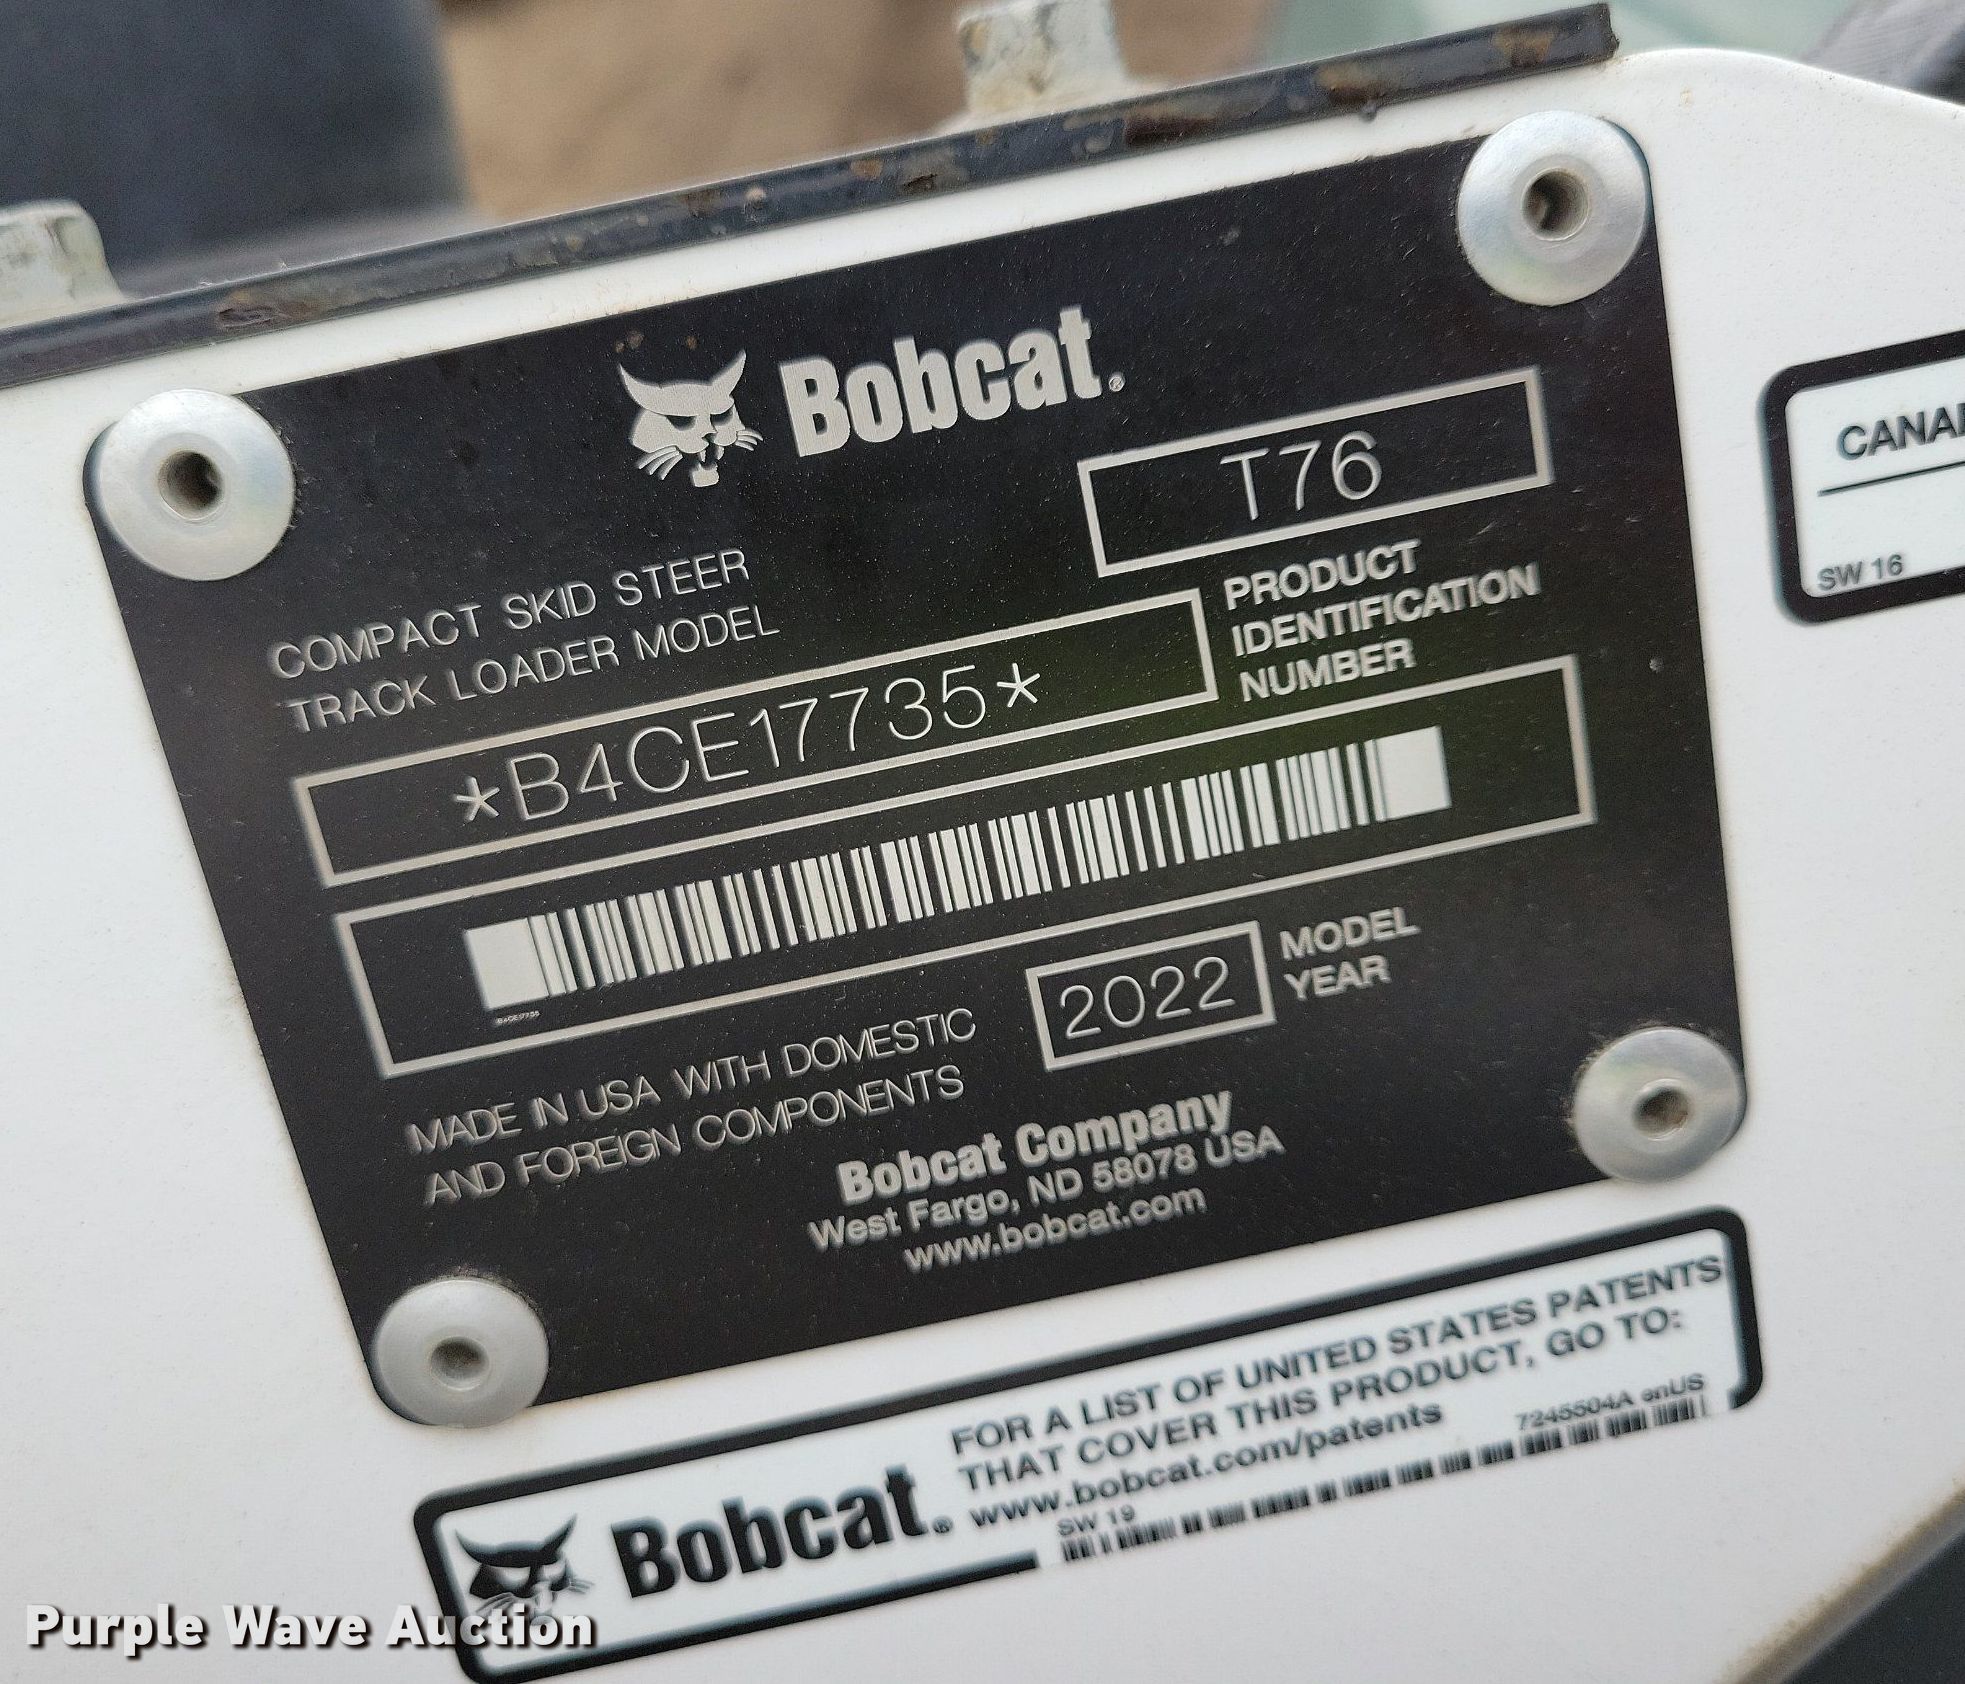 Bobcat®
T76
COMPACT SKID STEER
TRACK LOADER MODEL
PRODUCT
IDENTIFICATION
NUMBER
*B4CE17735*
B4CE17735
2022
MODEL
YEAR
MADE IN USA WITH DOMESTIC
AND FOREIGN COMPONENTS
Bobcat Company
West Fargo, ND 58078 USA
www.bobcat.com
SW 16
Bobcat®
FOR A LIST OF UNITED STATES PATENTS
THAT COVER THIS PRODUCT, GO TO:
www.bobcat.com/patents
7245504A enUS
SW 19
Purple Wave Auction